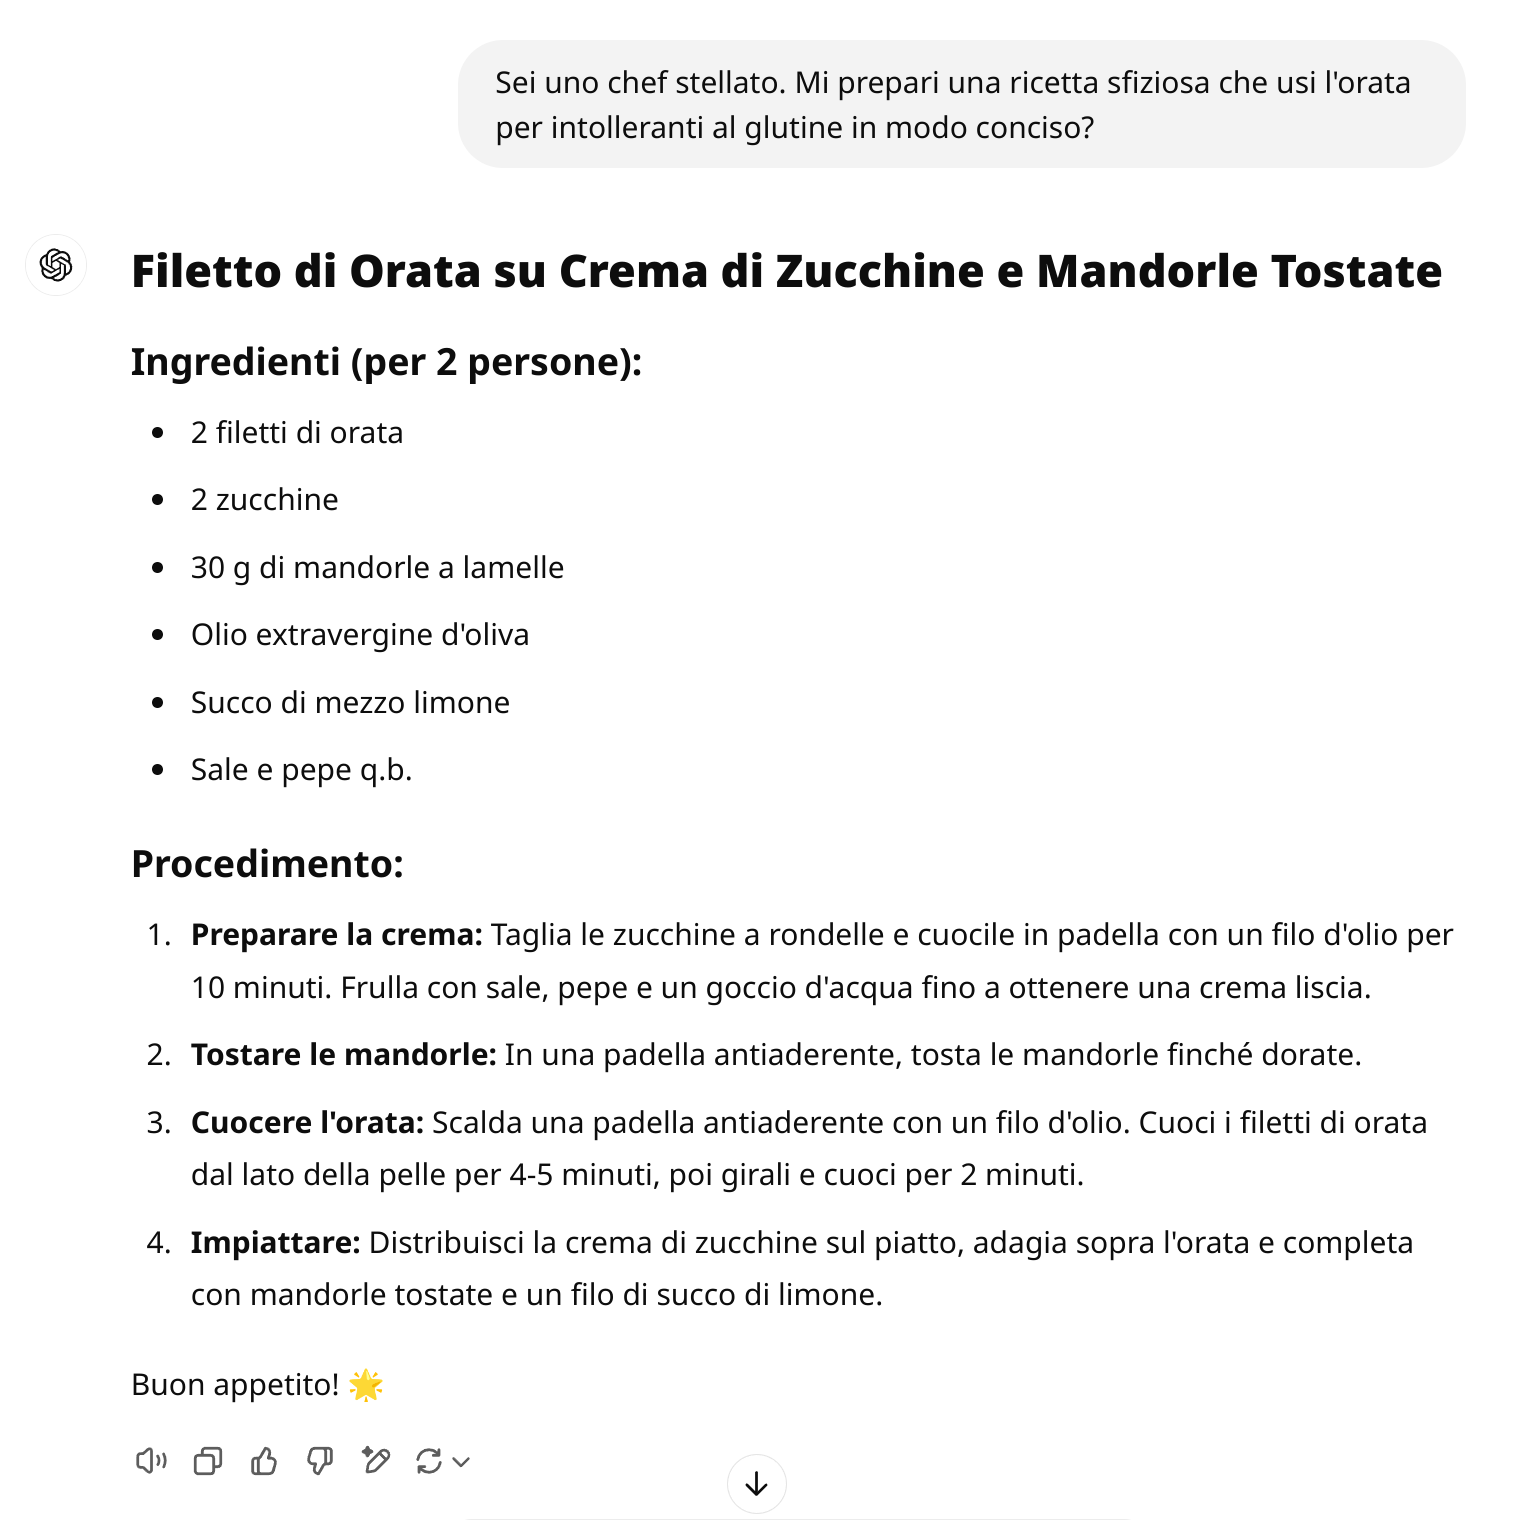 Sei uno chef stellato. Mi prepari una ricetta sfiziosa che usi l'orata
per intolleranti al glutine in modo conciso?
Filetto di Orata su Crema di Zucchine e Mandorle Tostate
Ingredienti (per 2 persone):
• 2 filetti di orata
• 2 zucchine
• 30 g di mandorle a lamelle
• Olio extravergine d'oliva
• Succo di mezzo limone
• Sale e pepe q.b.
Procedimento:
1. Preparare la crema: Taglia le zucchine a rondelle e cuocile in padella con un filo d'olio per
10 minuti. Frulla con sale, pepe e un goccio d'acqua fino a ottenere una crema liscia.
2. Tostare le mandorle: In una padella antiaderente, tosta le mandorle finché dorate.
3. Cuocere l'orata: Scalda una padella antiaderente con un filo d'olio. Cuoci i filetti di orata
dal lato della pelle per 4-5 minuti, poi girali e cuoci per 2 minuti.
4. Impiattare: Distribuisci la crema di zucchine sul piatto, adagia sopra l'orata e completa
con mandorle tostate e un filo di succo di limone.
Buon appetito! 🌟